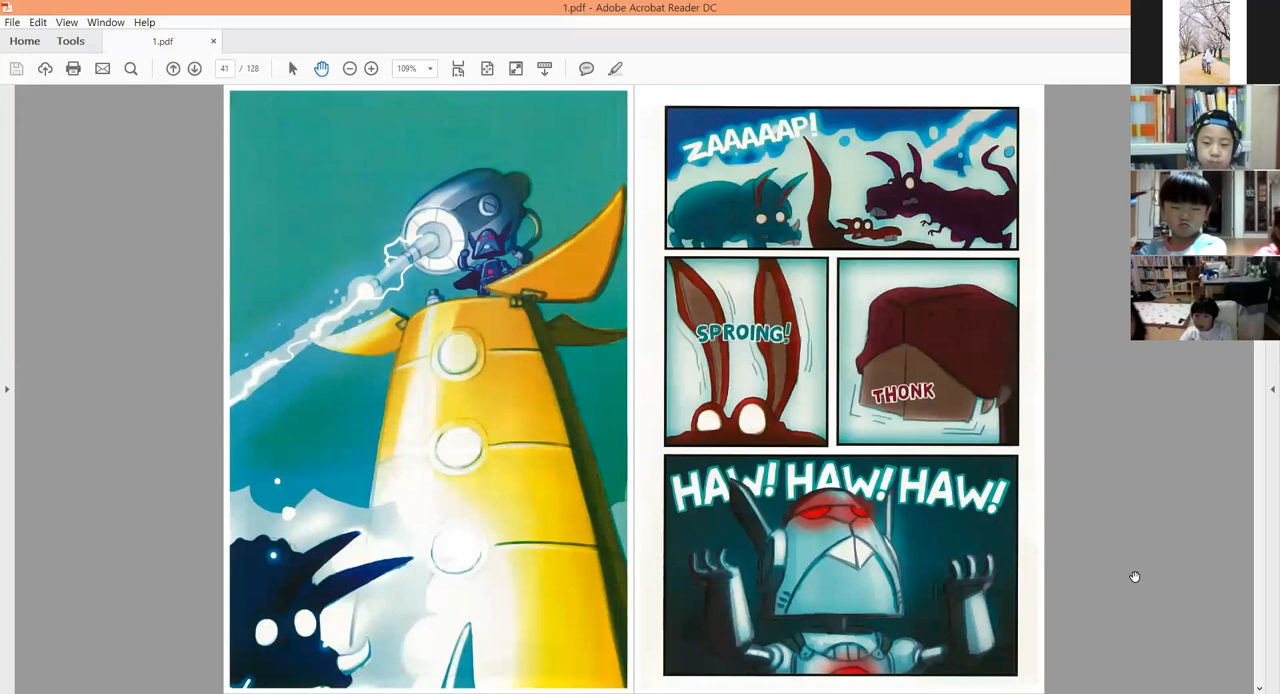 1.pdf - Adobe Acrobat Reader DC
File Edit View Window Help
Home Tools 1.pdf ×
41 / 128 109%
ZAAAAAP!
SPROING!
THONK
HAW! HAW! HAW!